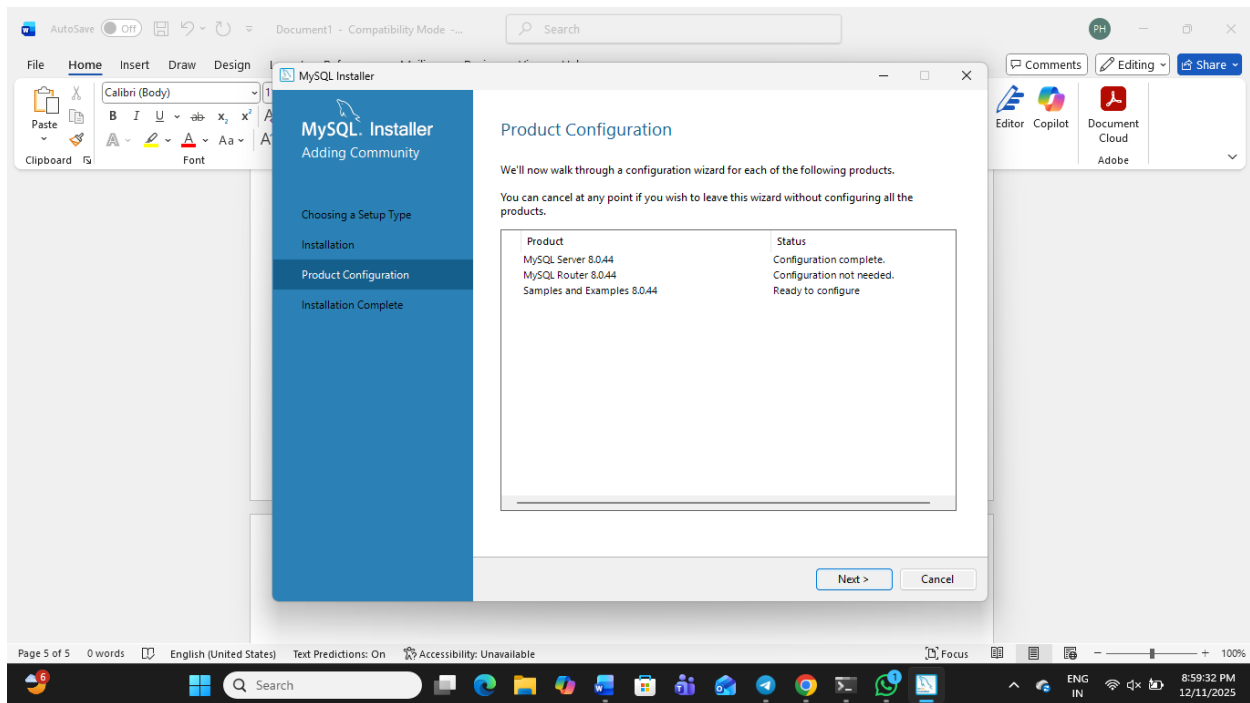 AutoSave Off Document1 - Compatibility Mode -... Search PH
File Home Insert Draw Design Comments Editing Share
Calibri (Body)
Paste B I U ab x₂ x² Aa A
Clipboard Font
Editor Copilot Document Cloud
Adobe
MySQL Installer
MySQL. Installer
Adding Community
Choosing a Setup Type
Installation
Product Configuration
Installation Complete
Product Configuration
We'll now walk through a configuration wizard for each of the following products.
You can cancel at any point if you wish to leave this wizard without configuring all the
products.
Product Status
MySQL Server 8.0.44 Configuration complete.
MySQL Router 8.0.44 Configuration not needed.
Samples and Examples 8.0.44 Ready to configure
Next > Cancel
Page 5 of 5 0 words English (United States) Text Predictions: On Accessibility: Unavailable Focus 100%
6 Search 1 ENG 8:59:32 PM
IN 12/11/2025